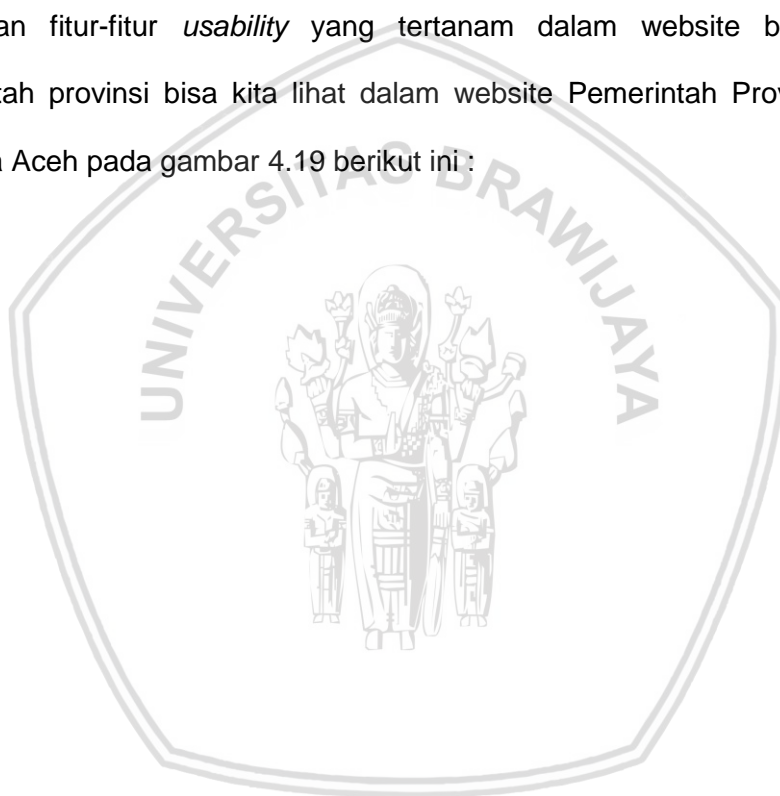 an fitur-fitur usability yang tertanam dalam website b
tah provinsi bisa kita lihat dalam website Pemerintah Prov
Aceh pada gambar 4.19 berikut ini :
UNIVERSITAS BRAWIJAYA